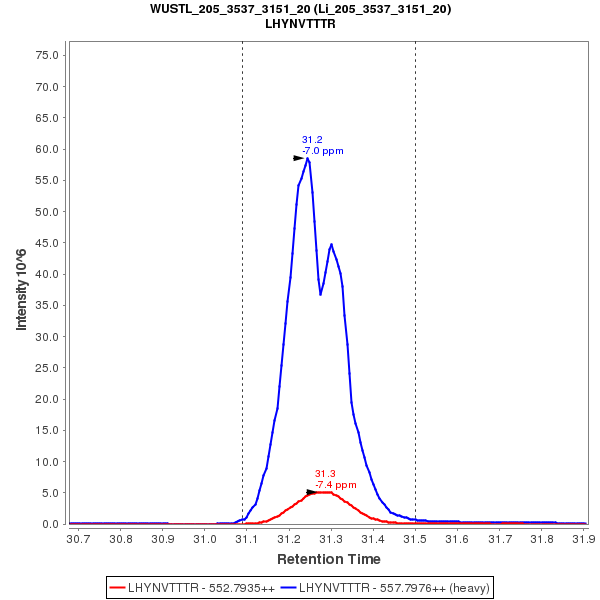 WUSTL_205_3537_3151_20 (Li_205_3537_3151_20)
LHYNVTTTR
Intensity 10^6
75.0
70.0
65.0
60.0
55.0
50.0
45.0
40.0
35.0
30.0
25.0
20.0
15.0
10.0
5.0
0.0
31.2
-7.0 ppm
31.3
-7.4 ppm
30.7 30.8 30.9 31.0 31.1 31.2 31.3 31.4 31.5 31.6 31.7 31.8 31.9
Retention Time
LHYNVTTTR - 552.7935++ LHYNVTTTR - 557.7976++ (heavy)